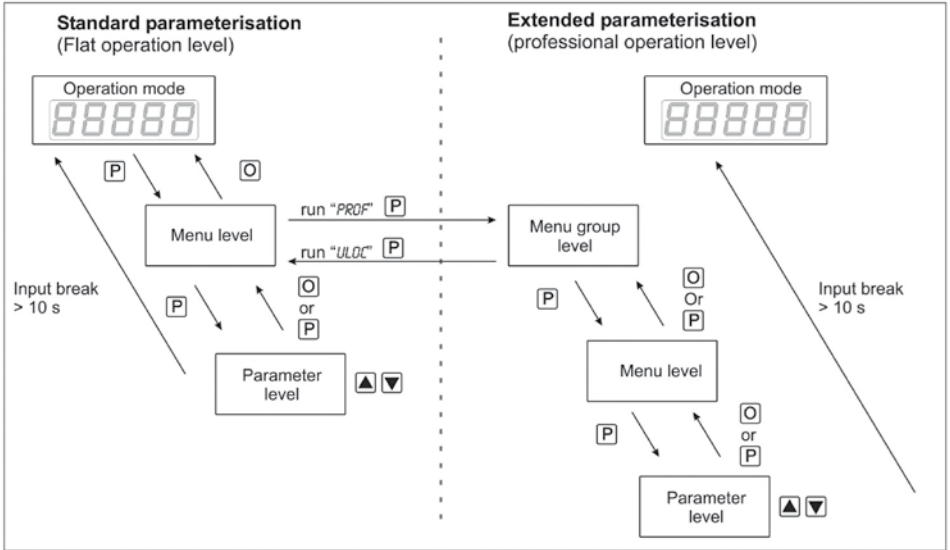 Standard parameterisation
(Flat operation level)
Operation mode
88888
P
O
Menu level
run “PROF” P
run “ULOC” P
Input break
> 10 s
P
O
or
P
Parameter
level
▲ ▼
Extended parameterisation
(professional operation level)
Operation mode
88888
Menu group
level
P
O
Or
P
Input break
> 10 s
Menu level
P
O
or
P
Parameter
level
▲ ▼